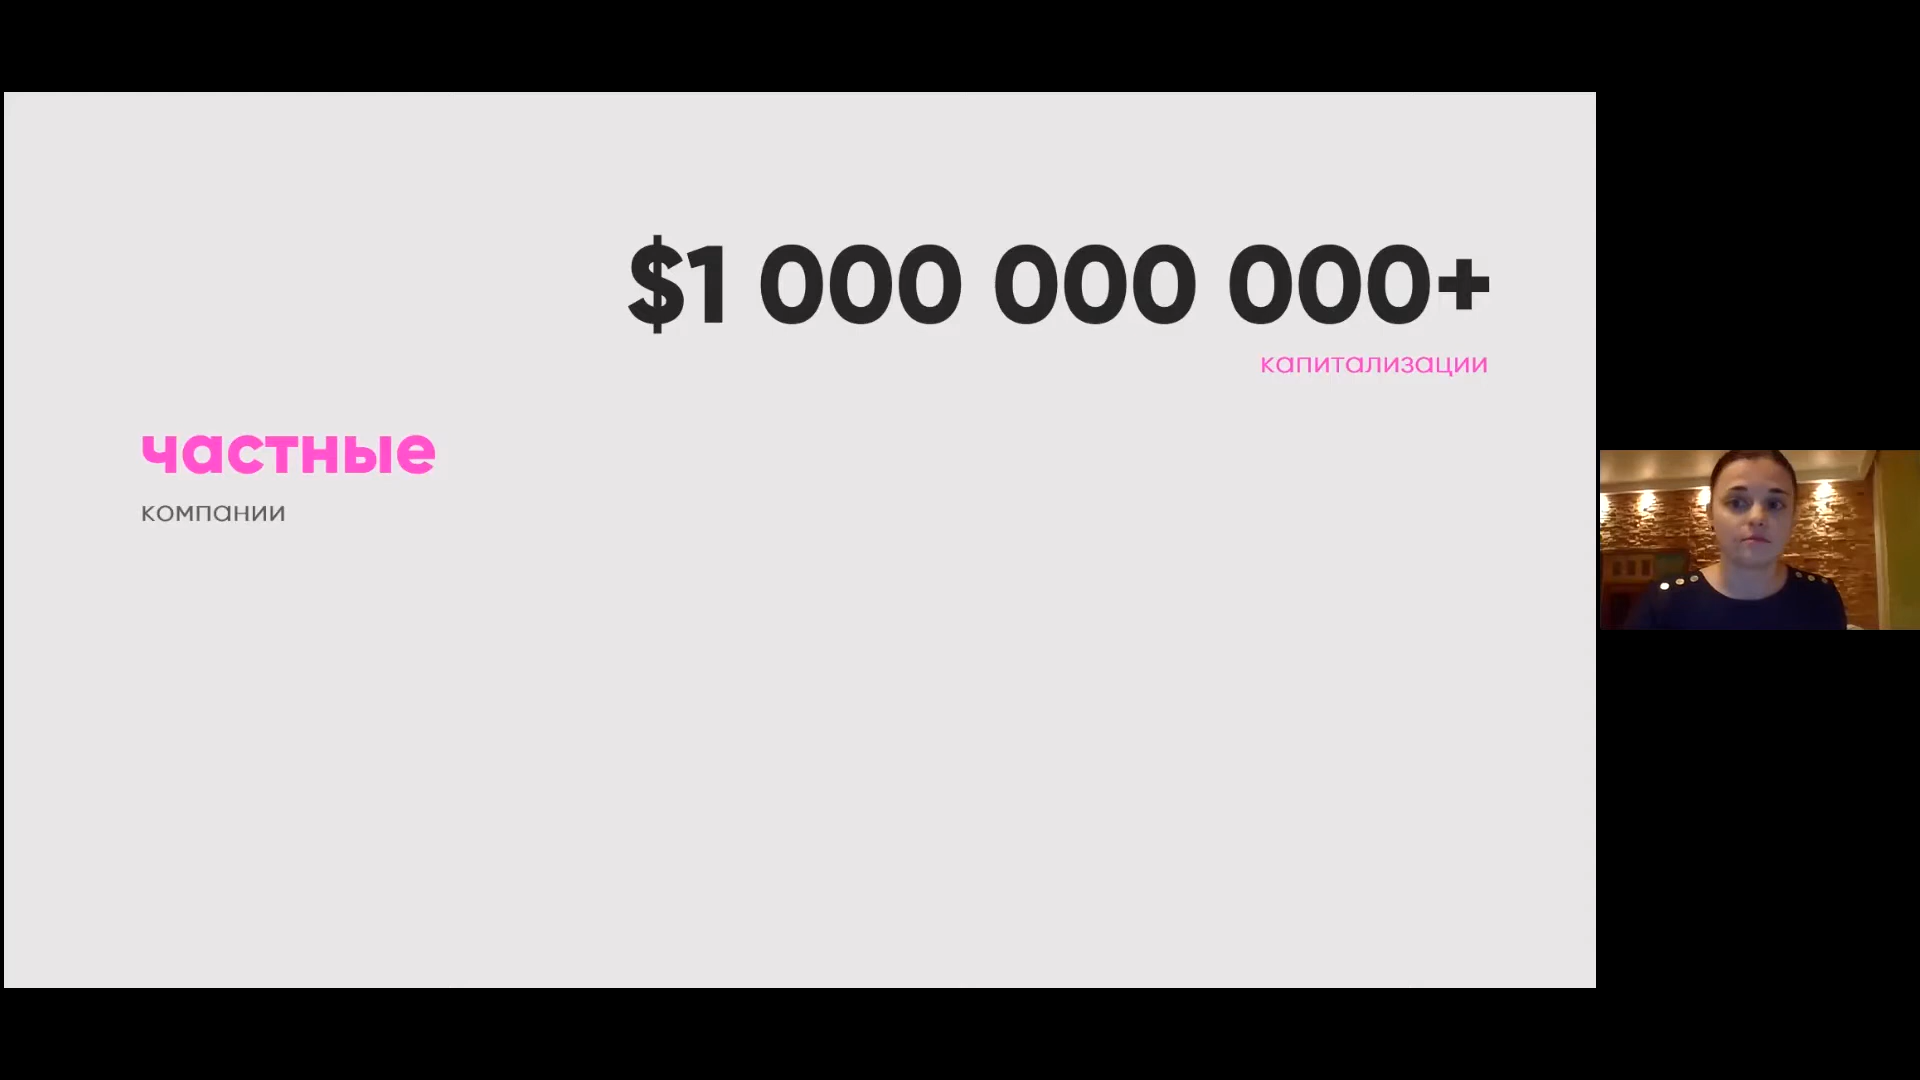 $1 000 000 000+
капитализации
частные
компании